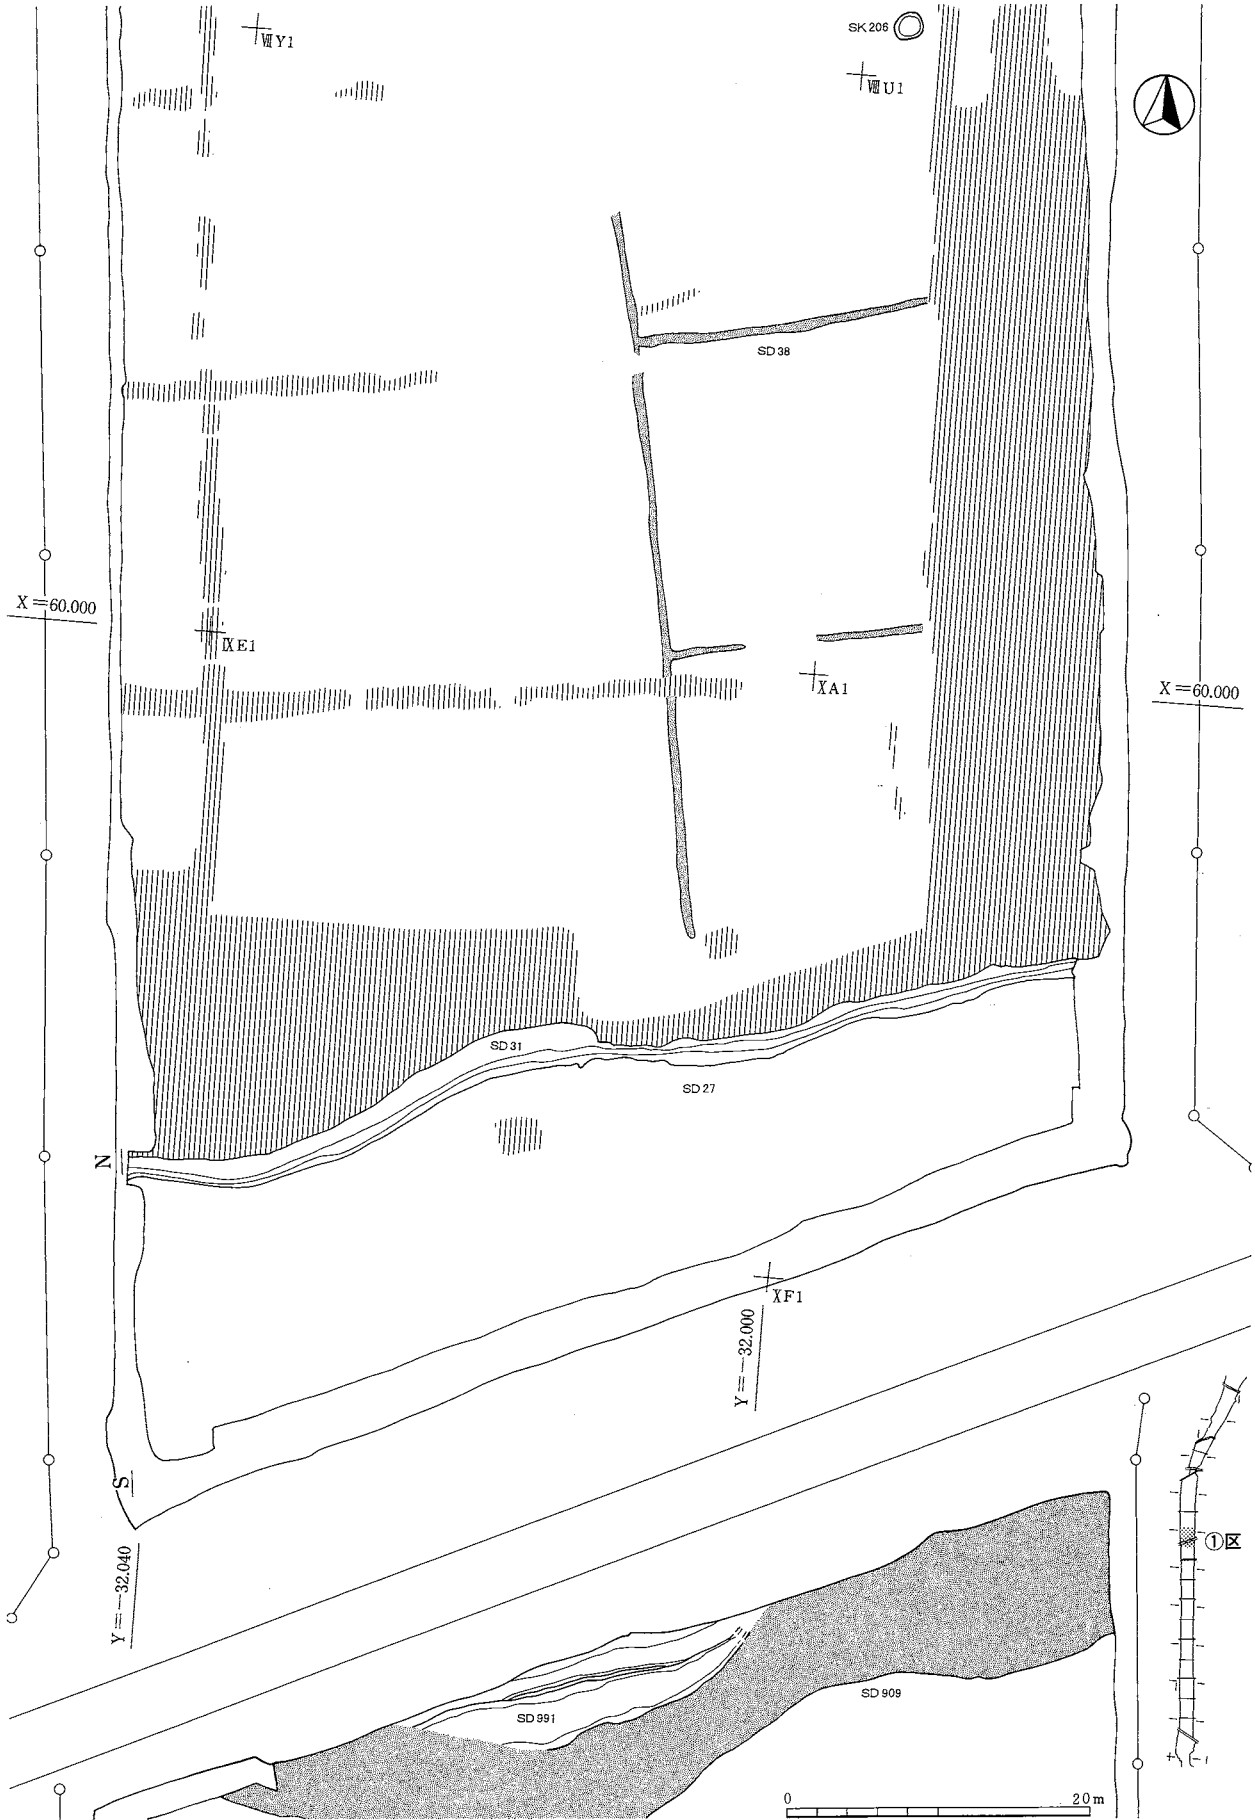 ⅧY1
SK206
ⅧU1
SD38
X=60.000
ⅨE1
ⅩA1
X=60.000
SD31
SD27
N
ⅩF1
Y=-32.000
S
①区
Y=-32.040
SD909
SD991
0 20m